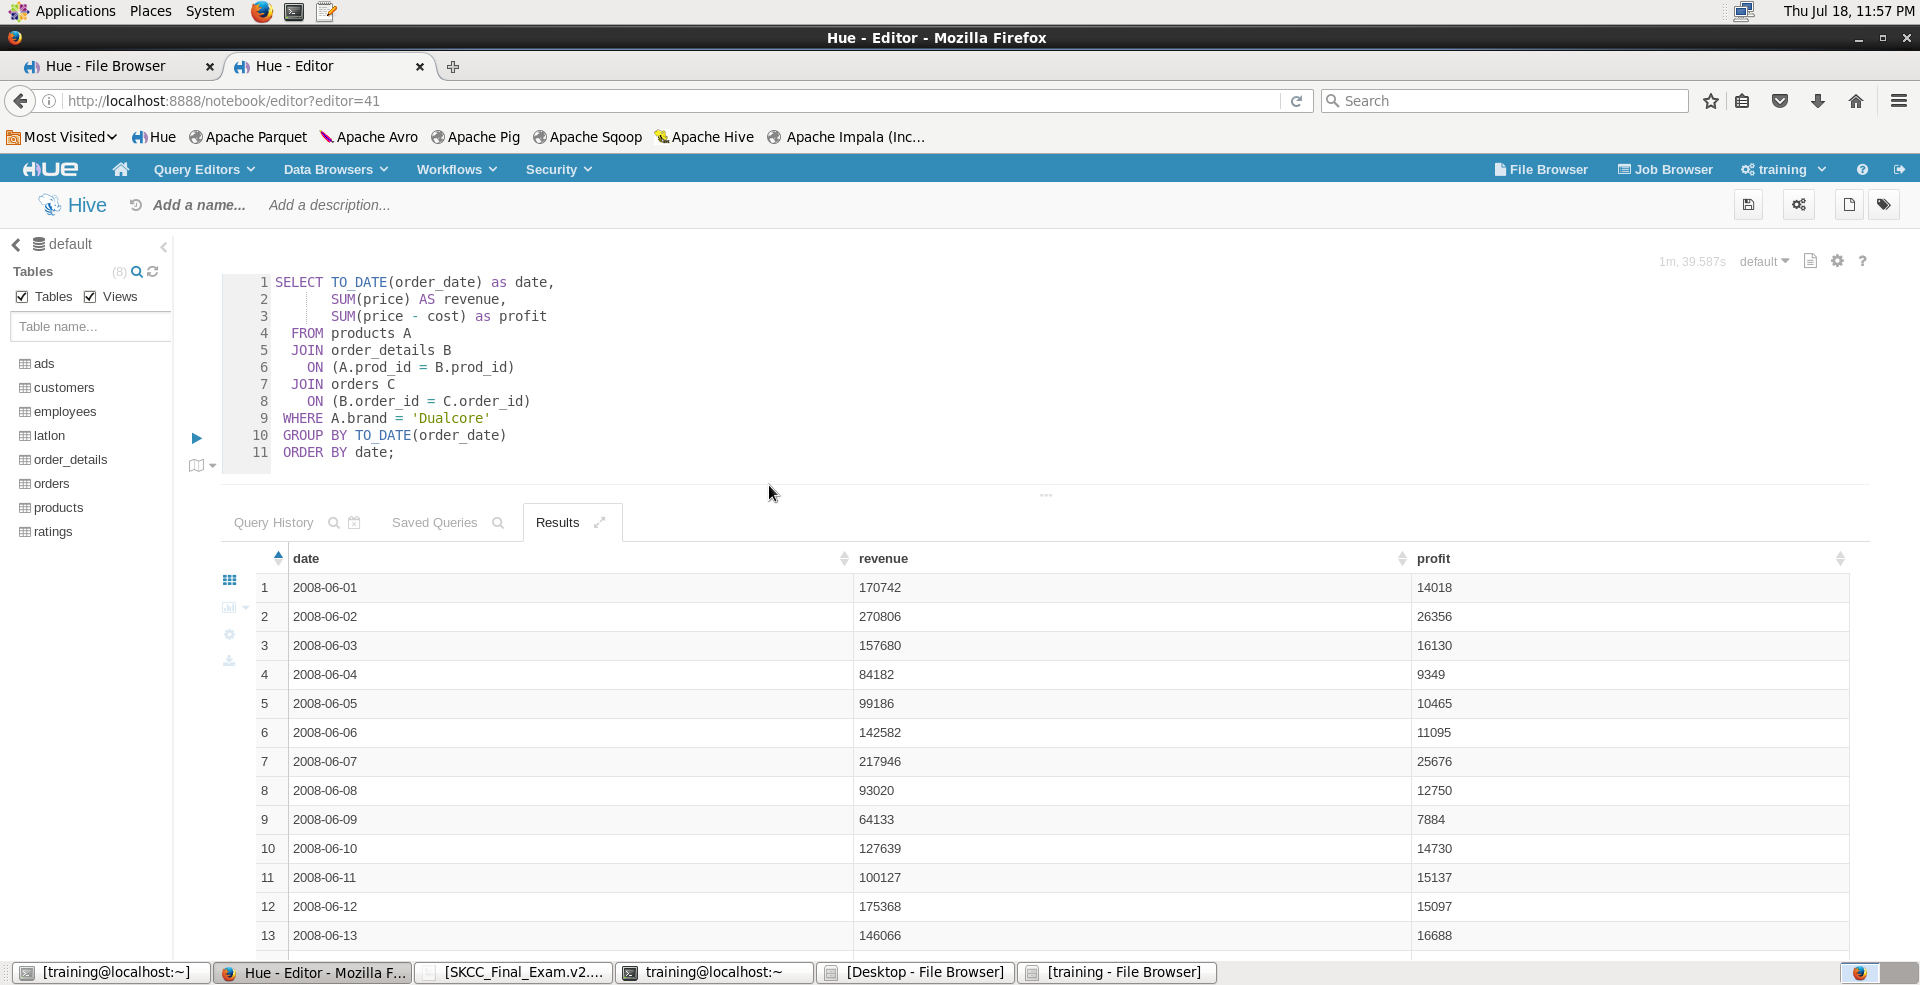 Applications Places System Thu Jul 18, 11:57 PM
Hue - Editor - Mozilla Firefox
Hue - File Browser Hue - Editor
http://localhost:8888/notebook/editor?editor=41 Search
Most Visited Hue Apache Parquet Apache Avro Apache Pig Apache Sqoop Apache Hive Apache Impala (Inc...
HUE Query Editors Data Browsers Workflows Security File Browser Job Browser training
Hive Add a name... Add a description...
default
1m, 39.587s default ?
Tables (8)
Tables Views
Table name...
ads
customers
employees
latlon
order_details
orders
products
ratings
1 SELECT TO_DATE(order_date) as date,
2 SUM(price) AS revenue,
3 SUM(price - cost) as profit
4 FROM products A
5 JOIN order_details B
6 ON (A.prod_id = B.prod_id)
7 JOIN orders C
8 ON (B.order_id = C.order_id)
9 WHERE A.brand = 'Dualcore'
10 GROUP BY TO_DATE(order_date)
11 ORDER BY date;
Query History Saved Queries Results
date revenue profit
1 2008-06-01 170742 14018
2 2008-06-02 270806 26356
3 2008-06-03 157680 16130
4 2008-06-04 84182 9349
5 2008-06-05 99186 10465
6 2008-06-06 142582 11095
7 2008-06-07 217946 25676
8 2008-06-08 93020 12750
9 2008-06-09 64133 7884
10 2008-06-10 127639 14730
11 2008-06-11 100127 15137
12 2008-06-12 175368 15097
13 2008-06-13 146066 16688
[training@localhost:~] Hue - Editor - Mozilla F... [SKCC_Final_Exam.v2.... training@localhost:~ [Desktop - File Browser] [training - File Browser]